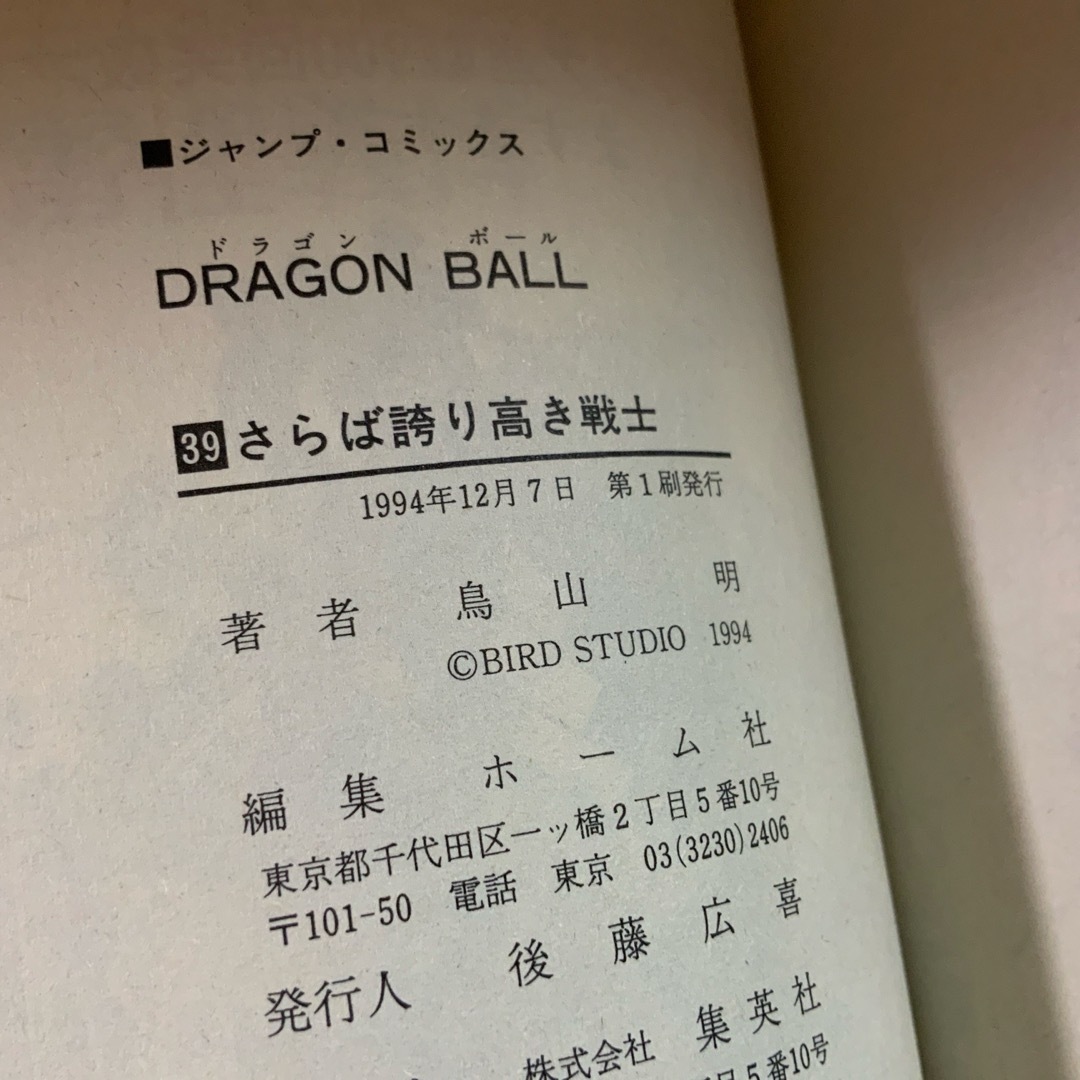 ■ジャンプ・コミックス
ドラゴン ボール
DRAGON BALL
39 さらば誇り高き戦士
1994年12月7日 第1刷発行
著者 鳥山 明
©BIRD STUDIO 1994
編集 ホーム社
東京都千代田区一ッ橋2丁目5番10号
〒101-50 電話 東京 03(3230)2406
発行人 後藤広喜
株式会社 集英社
5番10号